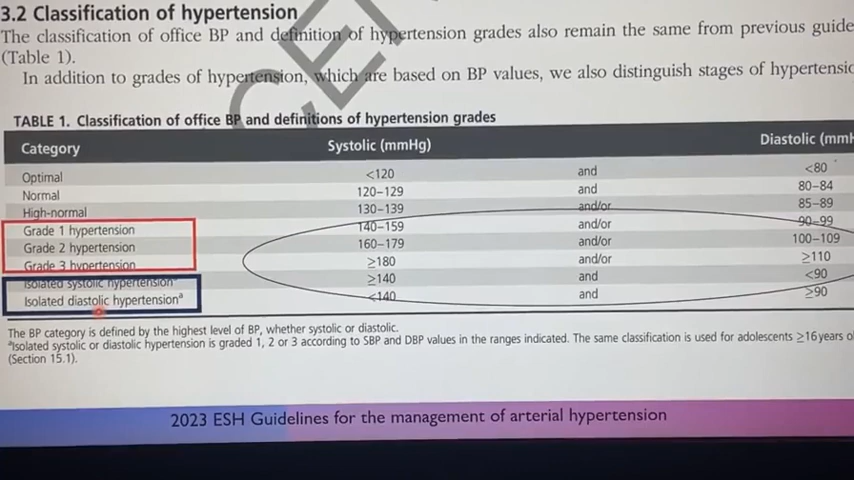 3.2 Classification of hypertension
The classification of office BP and definition of hypertension grades also remain the same from previous guide
(Table 1).
In addition to grades of hypertension, which are based on BP values, we also distinguish stages of hypertensio
TABLE 1. Classification of office BP and definitions of hypertension grades
Category Systolic (mmHg) Diastolic (mmH
Optimal <120 and <80
Normal 120–129 and 80–84
High-normal 130–139 and/or 85–89
Grade 1 hypertension 140–159 and/or 90–99
Grade 2 hypertension 160–179 and/or 100–109
Grade 3 hypertension ≥180 and/or ≥110
Isolated systolic hypertensionᵃ ≥140 and <90
Isolated diastolic hypertensionᵃ <140 and ≥90
The BP category is defined by the highest level of BP, whether systolic or diastolic.
ᵃIsolated systolic or diastolic hypertension is graded 1, 2 or 3 according to SBP and DBP values in the ranges indicated. The same classification is used for adolescents ≥16 years o
(Section 15.1).
2023 ESH Guidelines for the management of arterial hypertension